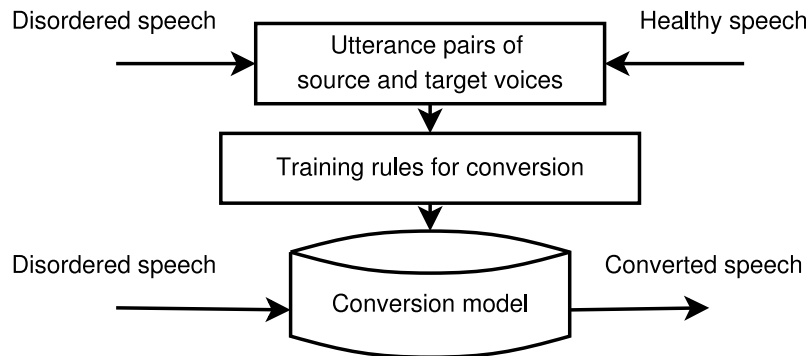 Disordered speech
Healthy speech
Utterance pairs of
source and target voices
Training rules for conversion
Disordered speech
Converted speech
Conversion model